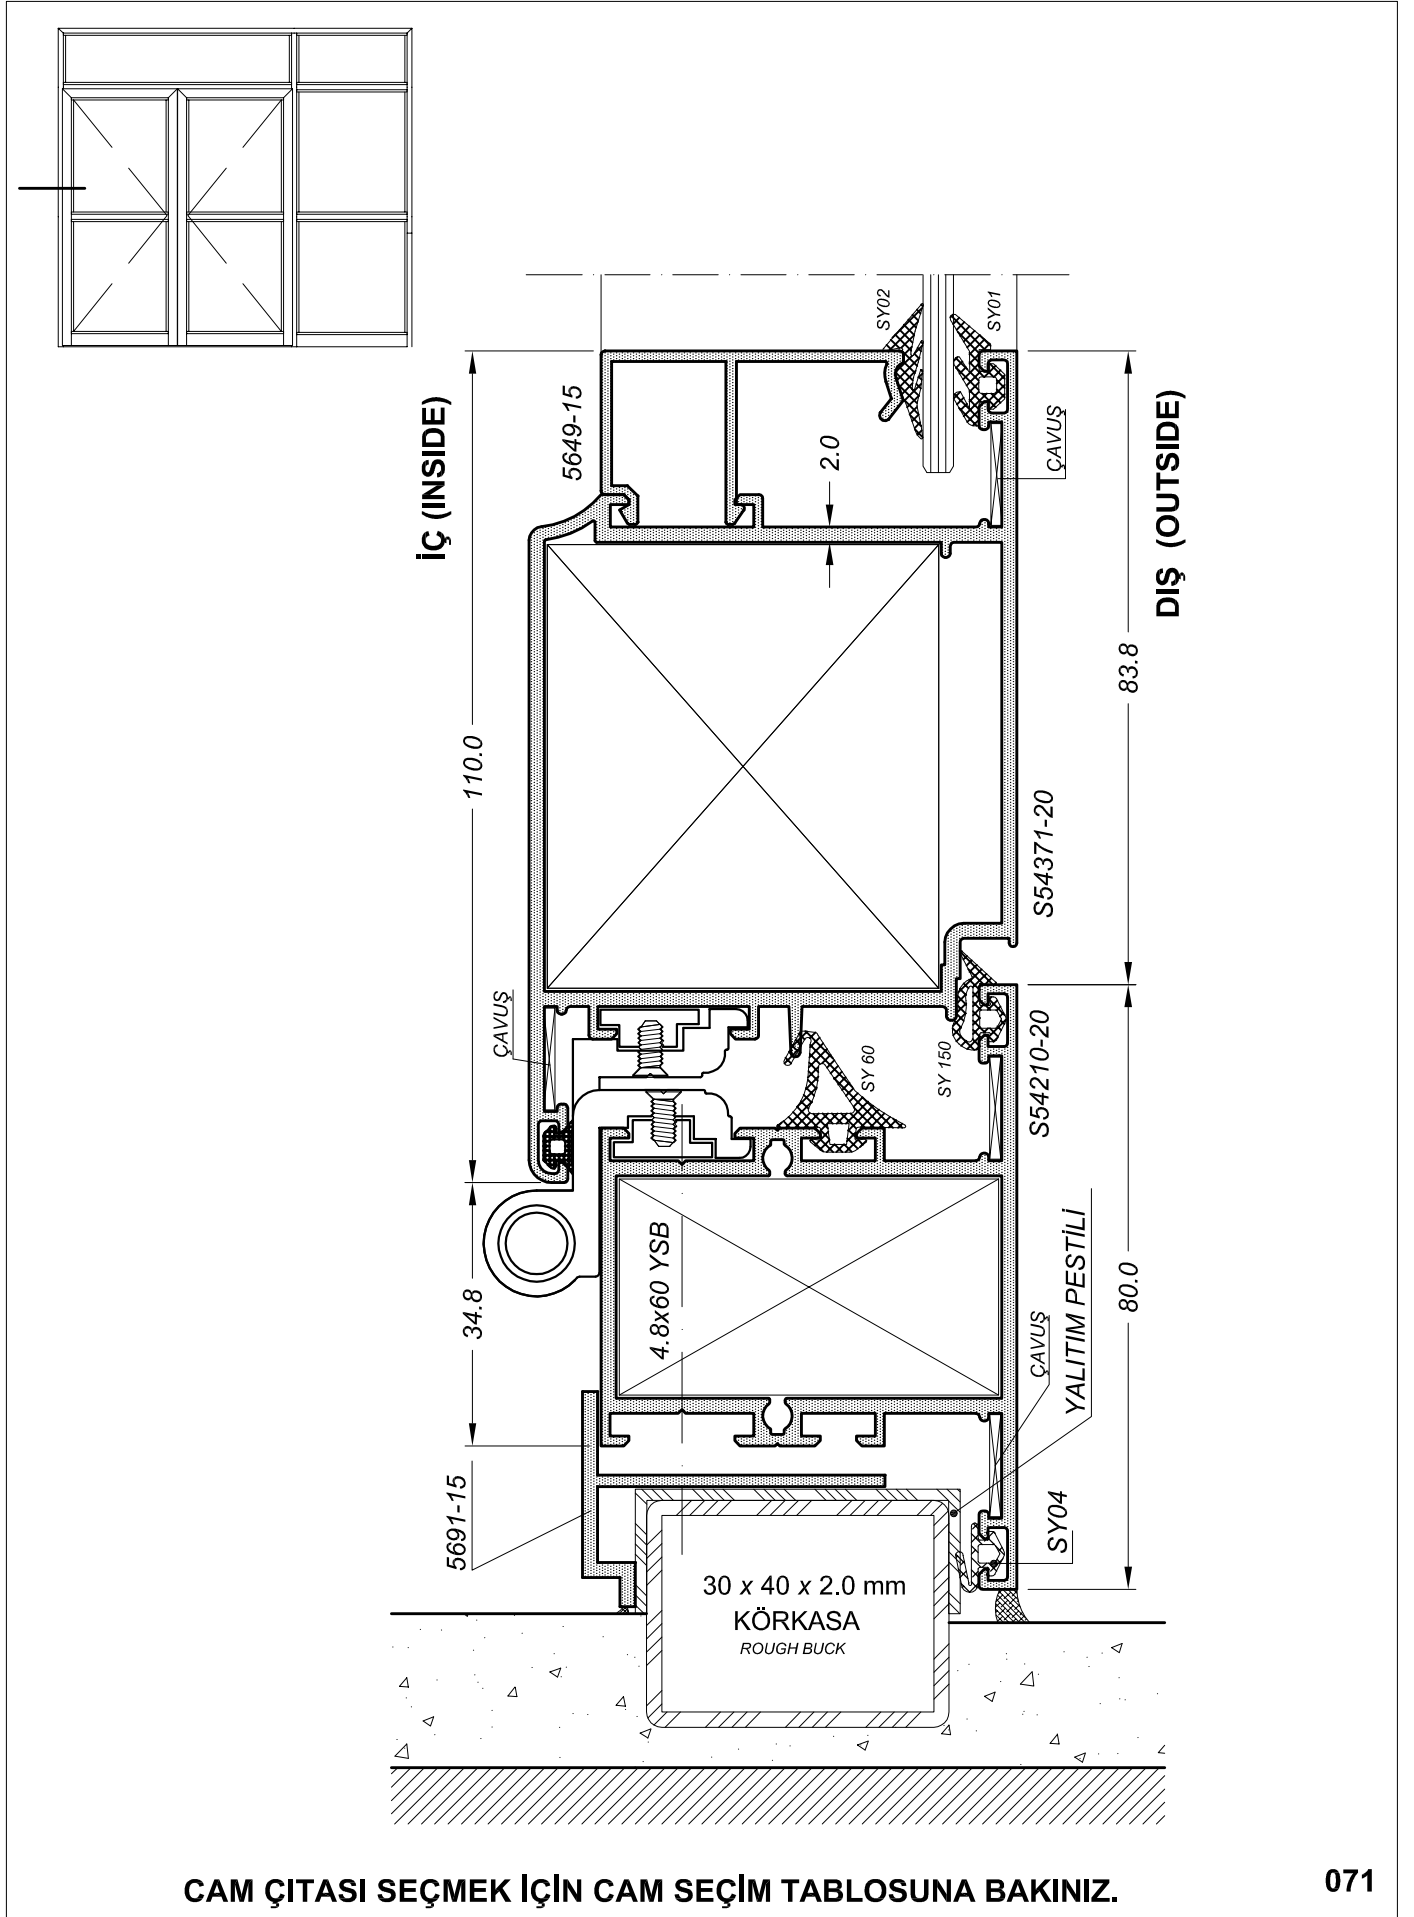 SY02
SY01
İÇ (INSIDE)
5649-15
2.0
ÇAVUŞ
DIŞ (OUTSIDE)
110.0
83.8
S54371-20
ÇAVUŞ
SY 60
SY 150
S54210-20
34.8
4.8x60 YSB
80.0
ÇAVUŞ
YALITIM PESTİLİ
5691-15
SY04
30 x 40 x 2.0 mm
KÖRKASA
ROUGH BUCK
CAM ÇITASI SEÇMEK İÇİN CAM SEÇİM TABLOSUNA BAKINIZ.
071